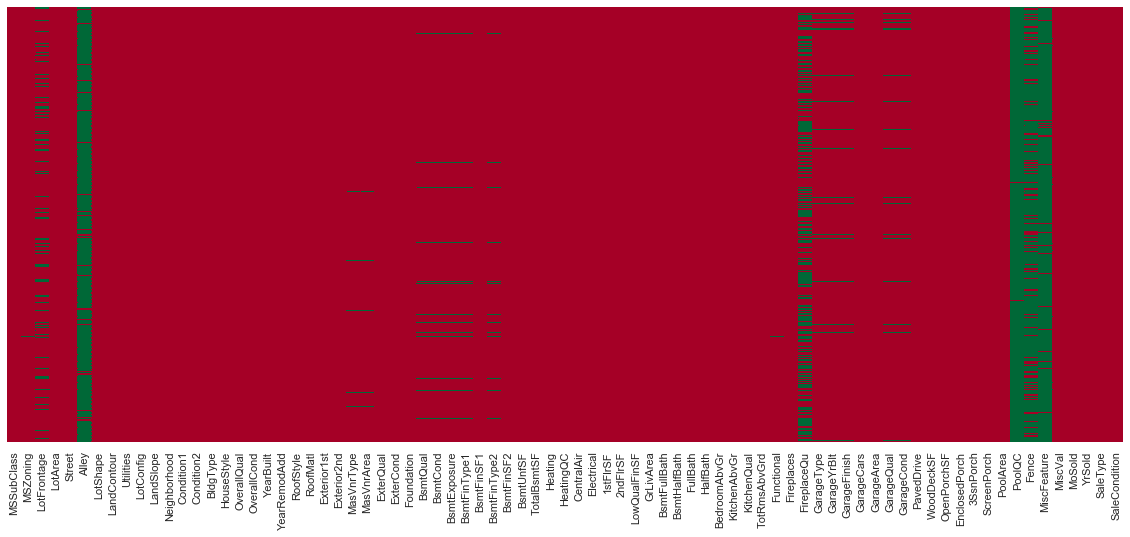 MSSubClass
MSZoning
LotFrontage
LotArea
Street
Alley
LotShape
LandContour
Utilities
LotConfig
LandSlope
Neighborhood
Condition1
Condition2
BldgType
HouseStyle
OverallQual
OverallCond
YearBuilt
YearRemodAdd
RoofStyle
RoofMatl
Exterior1st
Exterior2nd
MasVnrType
MasVnrArea
ExterQual
ExterCond
Foundation
BsmtQual
BsmtCond
BsmtExposure
BsmtFinType1
BsmtFinSF1
BsmtFinType2
BsmtFinSF2
BsmtUnfSF
TotalBsmtSF
Heating
HeatingQC
CentralAir
Electrical
1stFlrSF
2ndFlrSF
LowQualFinSF
GrLivArea
BsmtFullBath
BsmtHalfBath
FullBath
HalfBath
BedroomAbvGr
KitchenAbvGr
KitchenQual
TotRmsAbvGrd
Functional
Fireplaces
FireplaceQu
GarageType
GarageYrBlt
GarageFinish
GarageCars
GarageArea
GarageQual
GarageCond
PavedDrive
WoodDeckSF
OpenPorchSF
EnclosedPorch
3SsnPorch
ScreenPorch
PoolArea
PoolQC
Fence
MiscFeature
MiscVal
MoSold
YrSold
SaleType
SaleCondition